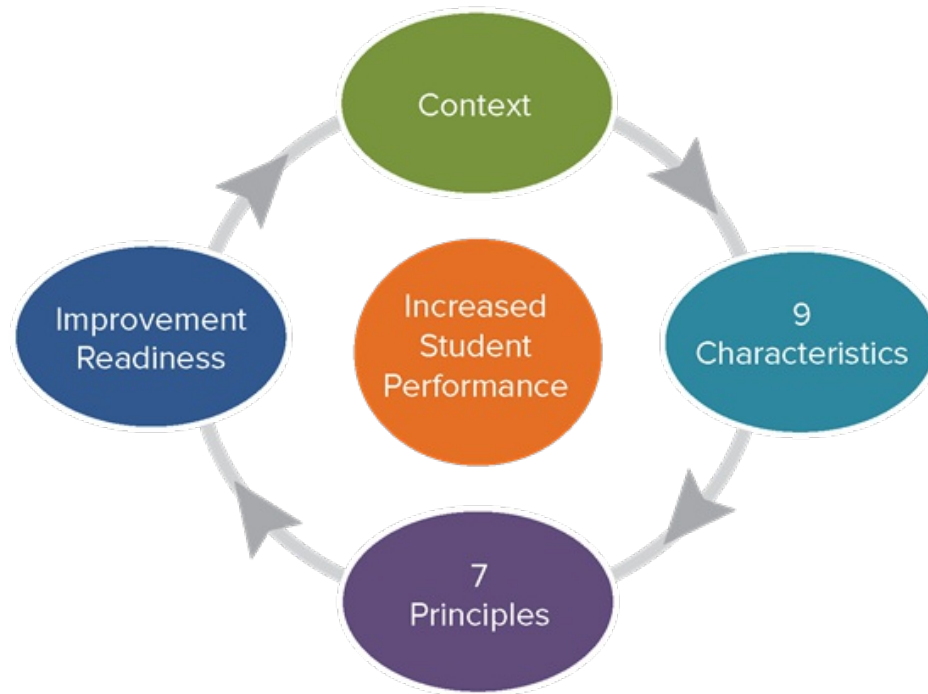 Context
Improvement
Readiness
Increased
Student
Performance
9
Characteristics
7
Principles